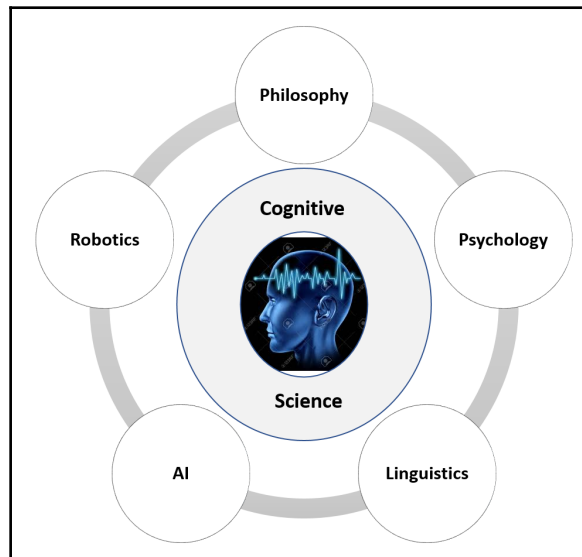 Philosophy
Cognitive
Robotics
Psychology
Science
AI
Linguistics